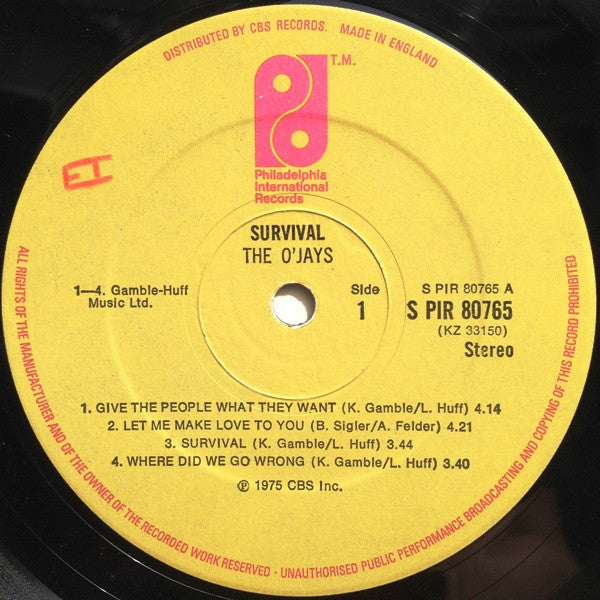 DISTRIBUTED BY CBS RECORDS. MADE IN ENGLAND
T.M.
Philadelphia
International
Records
EI
SURVIVAL
THE O'JAYS
1—4. Gamble-Huff
Music Ltd.
Side
1
S PIR 80765 A
S PIR 80765
(KZ 33150)
Stereo
1. GIVE THE PEOPLE WHAT THEY WANT (K. Gamble/L. Huff) 4.14
2. LET ME MAKE LOVE TO YOU (B. Sigler/A. Felder) 4.21
3. SURVIVAL (K. Gamble/L. Huff) 3.44
4. WHERE DID WE GO WRONG (K. Gamble/L. Huff) 3.40
℗ 1975 CBS Inc.
ALL RIGHTS OF THE MANUFACTURER AND OF THE OWNER OF THE RECORDED WORK RESERVED · UNAUTHORISED PUBLIC PERFORMANCE BROADCASTING AND COPYING OF THIS RECORD PROHIBITED